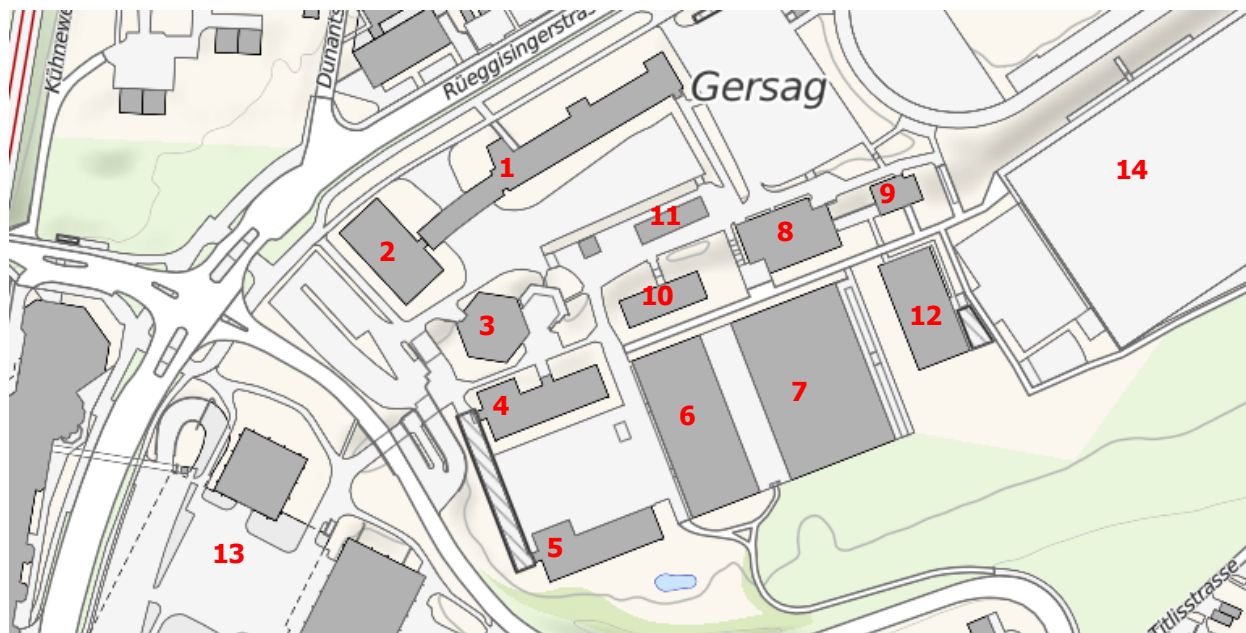 Kühnewe
Dunants
Rüeggisingerstras
Gersag
1
2
3
4
5
6
7
8
9
10
11
12
13
14
Titlisstrasse